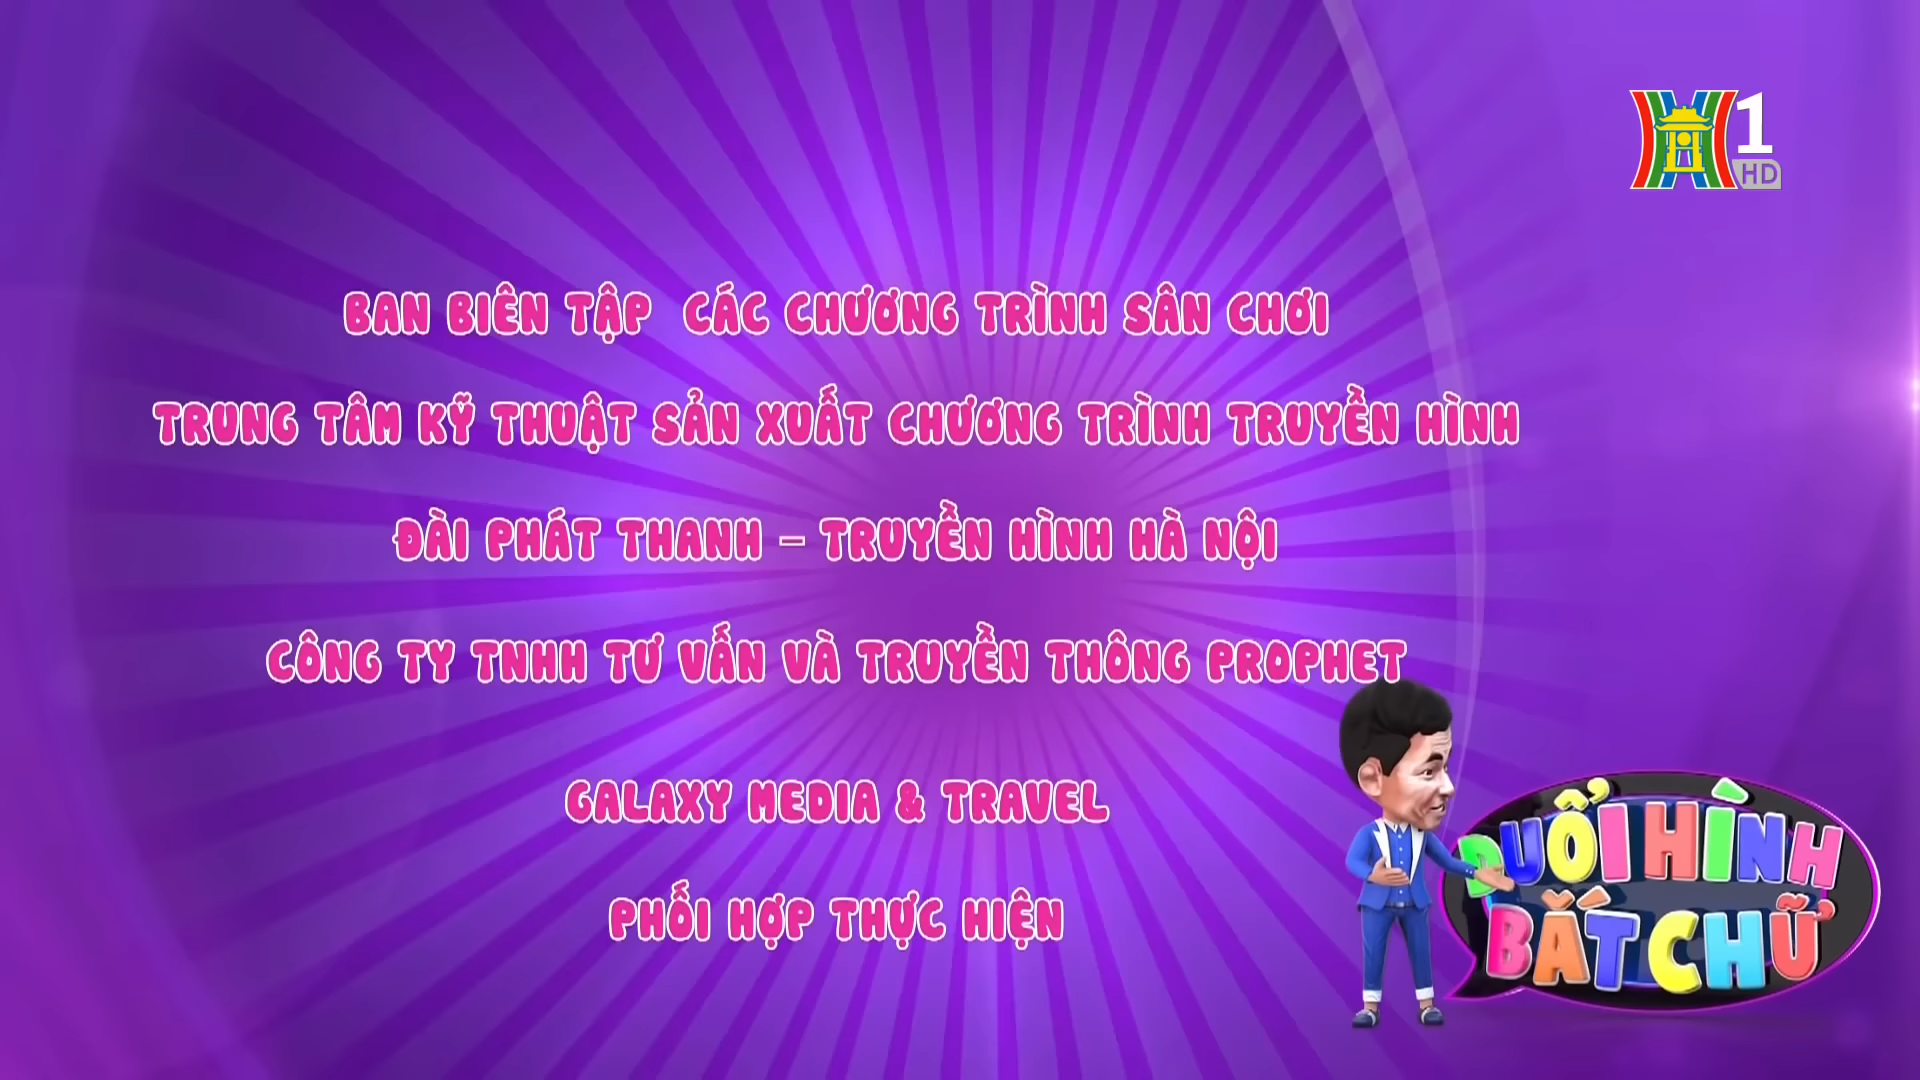 1
HD
BAN BIÊN TẬP CÁC CHƯƠNG TRÌNH SÂN CHƠI
TRUNG TÂM KỸ THUẬT SẢN XUẤT CHƯƠNG TRÌNH TRUYỀN HÌNH
ĐÀI PHÁT THANH – TRUYỀN HÌNH HÀ NỘI
CÔNG TY TNHH TƯ VẤN VÀ TRUYỀN THÔNG PROPHET
GALAXY MEDIA & TRAVEL
PHỐI HỢP THỰC HIỆN
ĐUỔI HÌNH
BẮT CHỮ